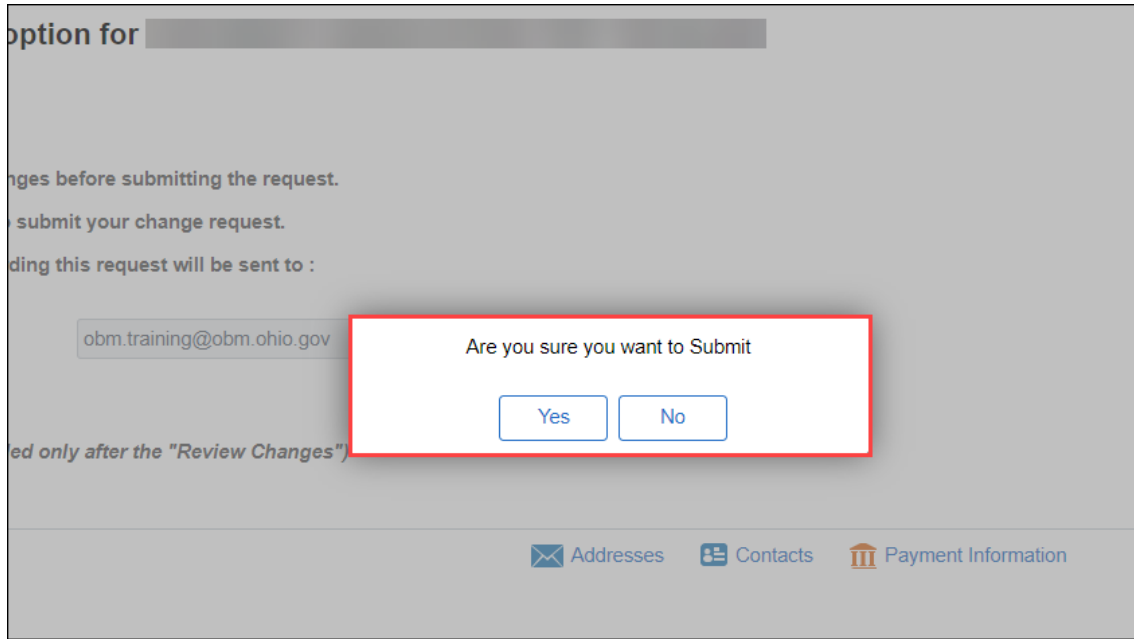 option for
nges before submitting the request.
submit your change request.
ding this request will be sent to :
obm.training@obm.ohio.gov
Are you sure you want to Submit
Yes No
ed only after the "Review Changes")
Addresses Contacts Payment Information